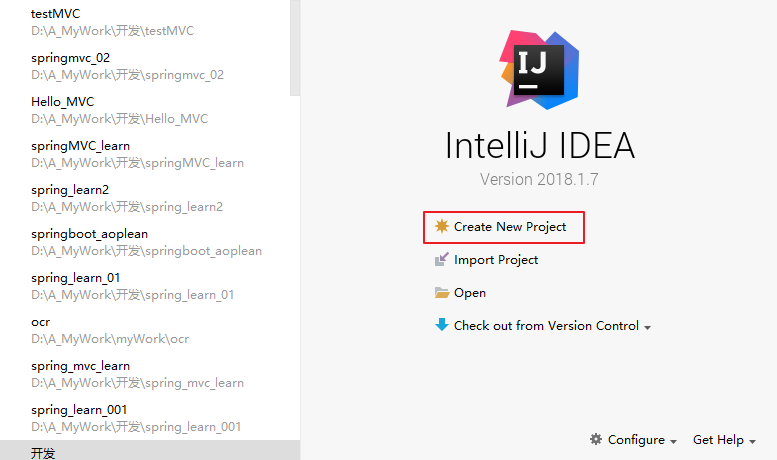 testMVC
D:\A_MyWork\开发\testMVC
springmvc_02
D:\A_MyWork\开发\springmvc_02
Hello_MVC
D:\A_MyWork\开发\Hello_MVC
springMVC_learn
D:\A_MyWork\开发\springMVC_learn
spring_learn2
D:\A_MyWork\开发\spring_learn2
springboot_aoplean
D:\A_MyWork\开发\springboot_aoplean
spring_learn_01
D:\A_MyWork\开发\spring_learn_01
ocr
D:\A_MyWork\myWork\ocr
spring_mvc_learn
D:\A_MyWork\开发\spring_mvc_learn
spring_learn_001
D:\A_MyWork\开发\spring_learn_001
开发
IJ
IntelliJ IDEA
Version 2018.1.7
Create New Project
Import Project
Open
Check out from Version Control
Configure
Get Help